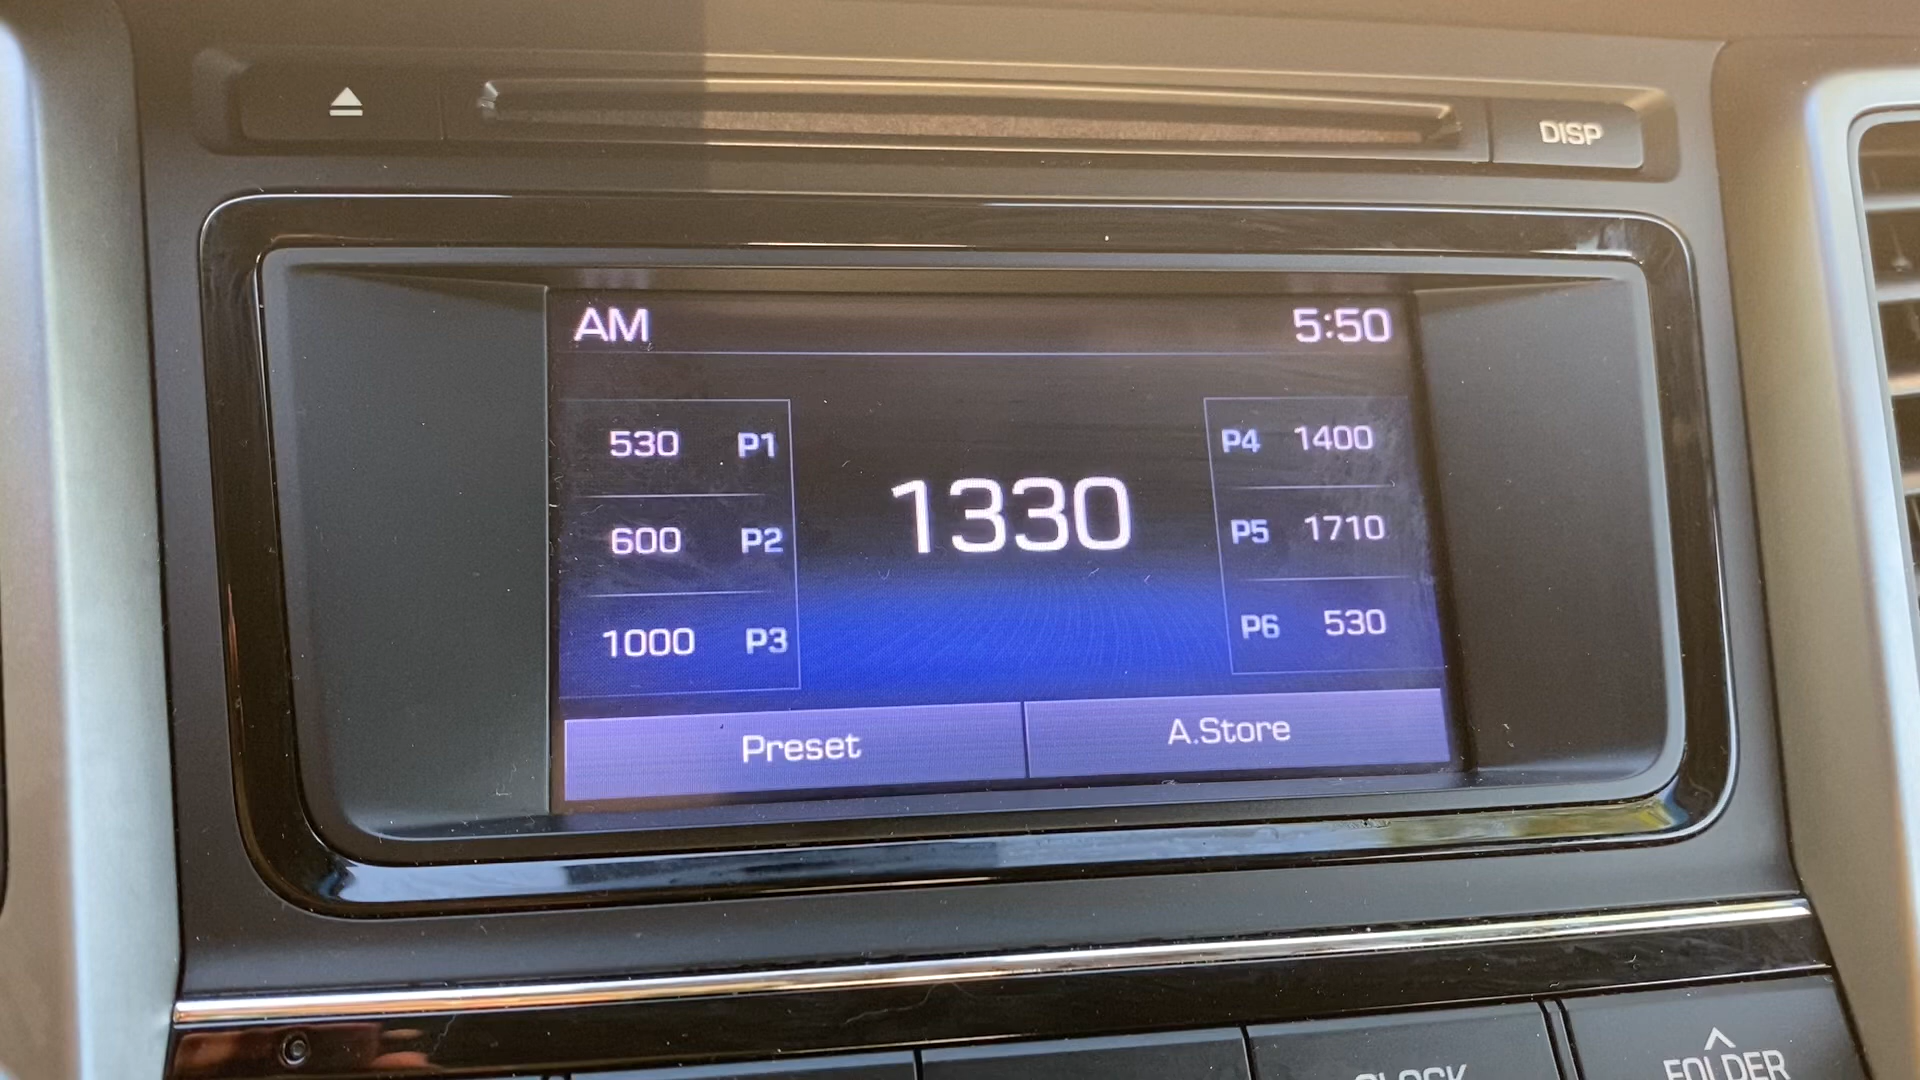 DISP
AM 5:50
530 P1
600 P2
1000 P3
1330
P4 1400
P5 1710
P6 530
Preset A.Store
CLOCK
FOLDER